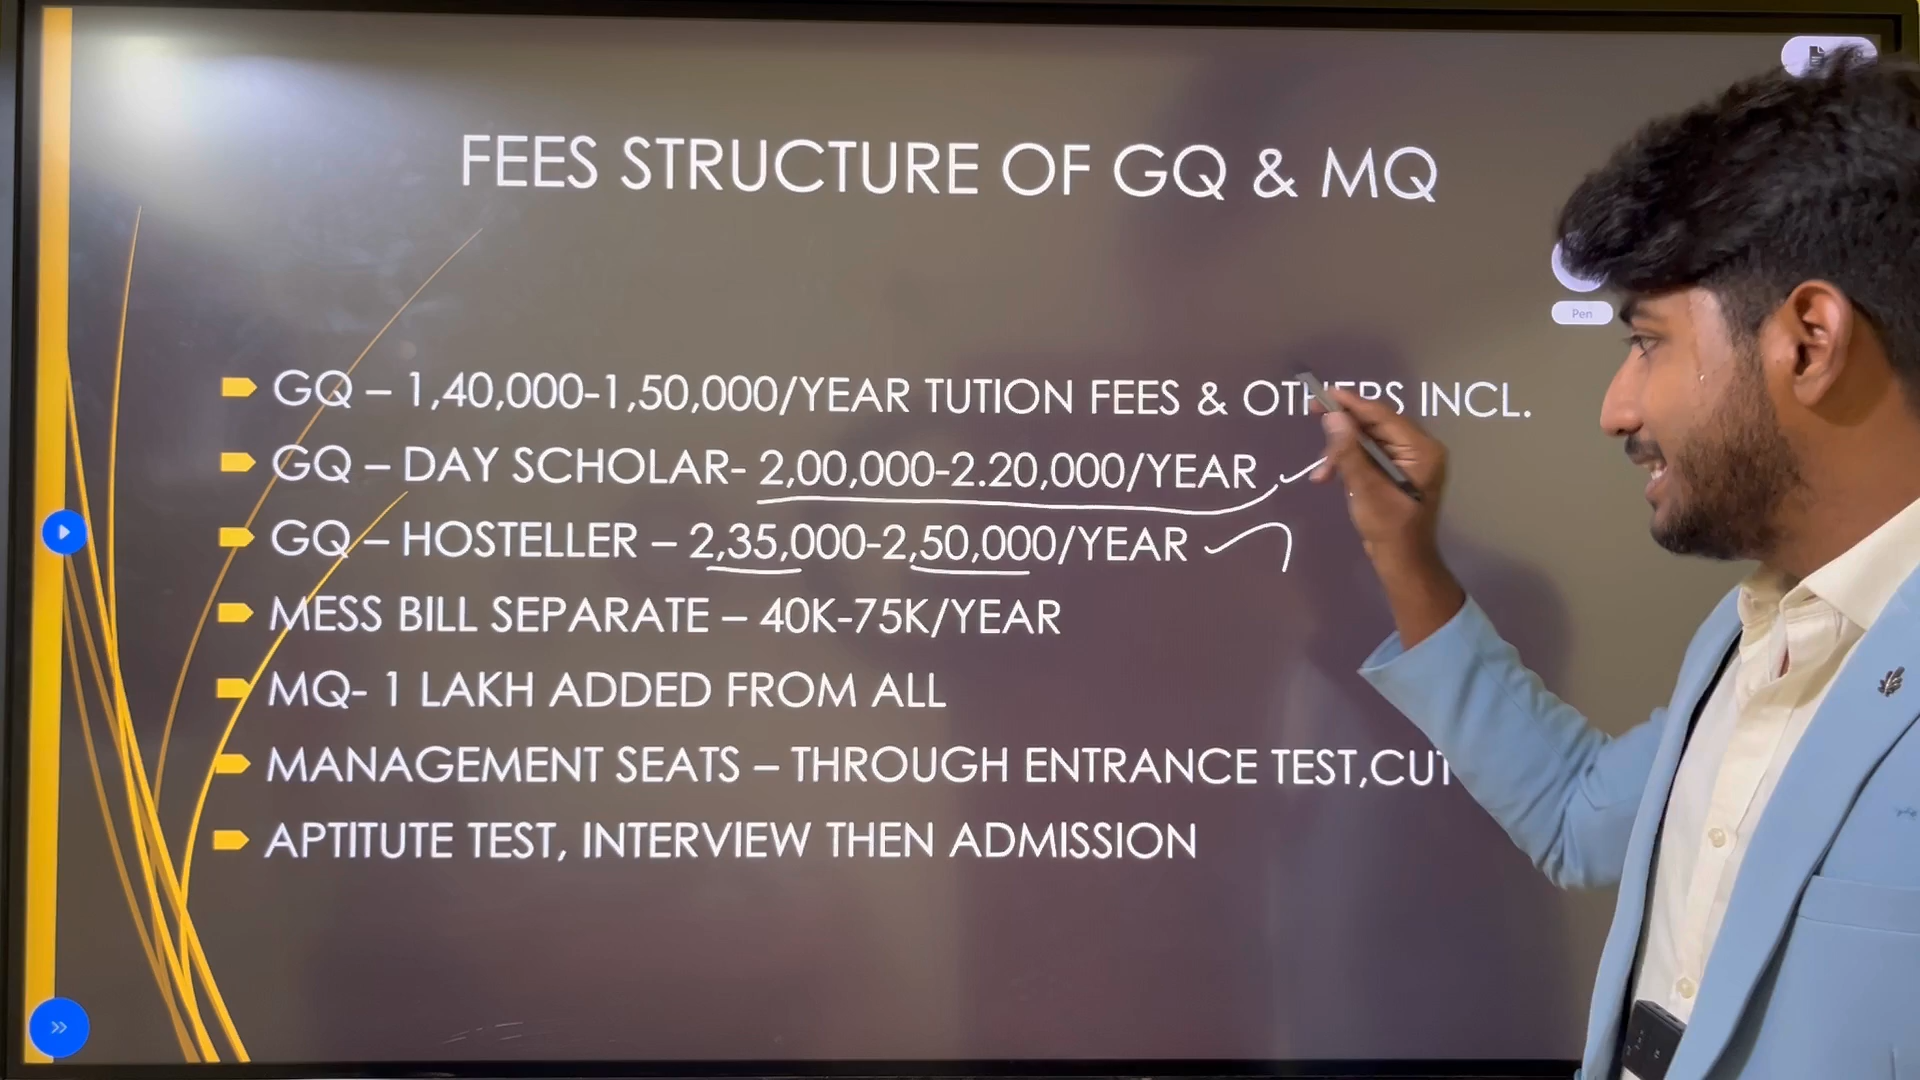 FEES STRUCTURE OF GQ & MQ
Pen
GQ – 1,40,000-1,50,000/YEAR TUTION FEES & OTHERS INCL.
GQ – DAY SCHOLAR- 2,00,000-2.20,000/YEAR
GQ – HOSTELLER – 2,35,000-2,50,000/YEAR
MESS BILL SEPARATE – 40K-75K/YEAR
MQ- 1 LAKH ADDED FROM ALL
MANAGEMENT SEATS – THROUGH ENTRANCE TEST,CUT
APTITUTE TEST, INTERVIEW THEN ADMISSION